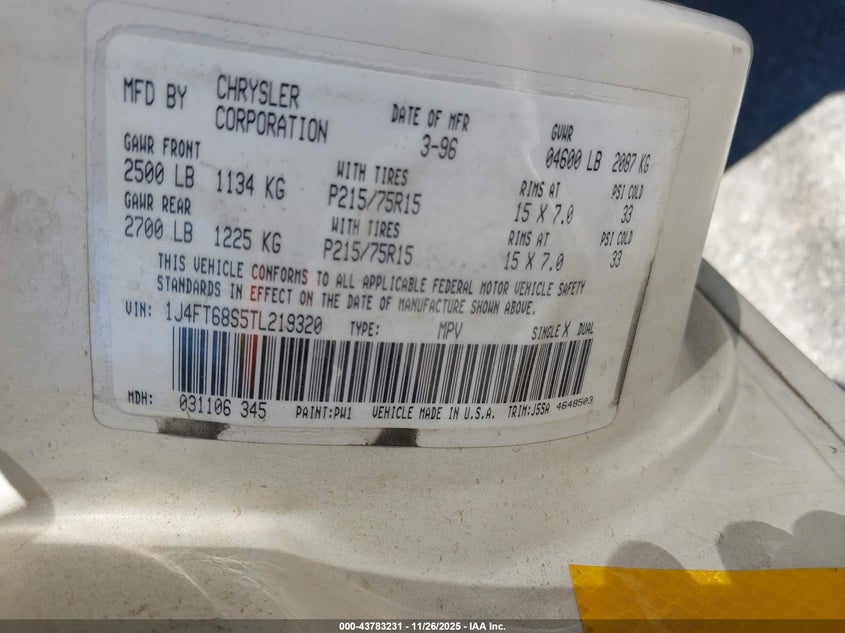 MFD BY CHRYSLER CORPORATION DATE OF MFR 3-96 GVWR 04600 LB 2087 KG
GAWR FRONT WITH TIRES RIMS AT PSI COLD
2500 LB 1134 KG P215/75R15 15 X 7.0 33
GAWR REAR WITH TIRES RIMS AT PSI COLD
2700 LB 1225 KG P215/75R15 15 X 7.0 33
THIS VEHICLE CONFORMS TO ALL APPLICABLE FEDERAL MOTOR VEHICLE SAFETY
STANDARDS IN EFFECT ON THE DATE OF MANUFACTURE SHOWN ABOVE.
VIN: 1J4FT68S5TL219320 TYPE: MPV SINGLE X DUAL
MDH: 031106 345 PAINT:PW1 VEHICLE MADE IN U.S.A. TRIM:J5SA 4648503
000-43783231 - 11/26/2025 - IAA Inc.